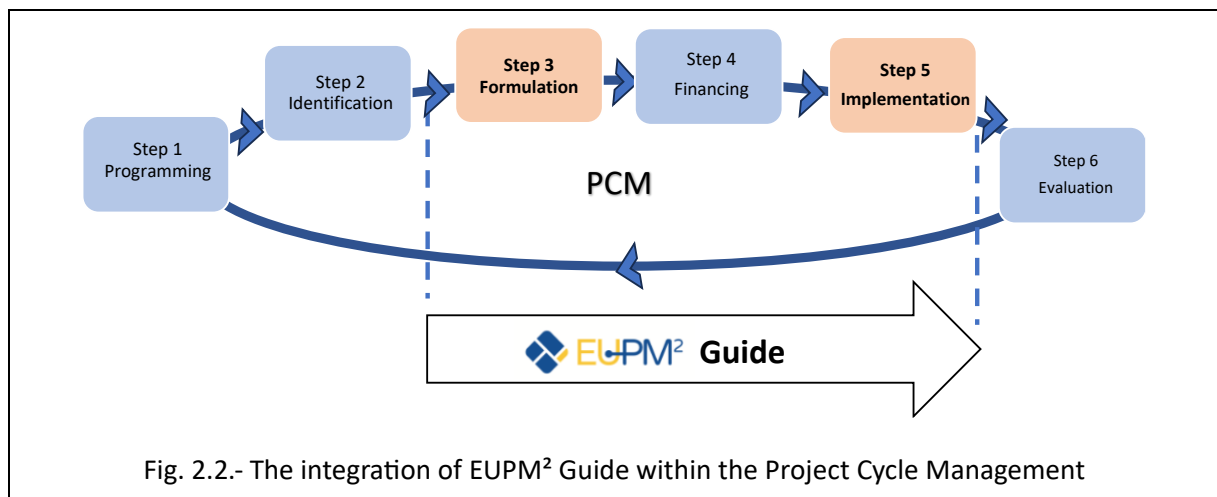 Step 1
Programming
Step 2
Identification
Step 3
Formulation
Step 4
Financing
Step 5
Implementation
Step 6
Evaluation
PCM
EUPM² Guide
Fig. 2.2.- The integration of EUPM² Guide within the Project Cycle Management